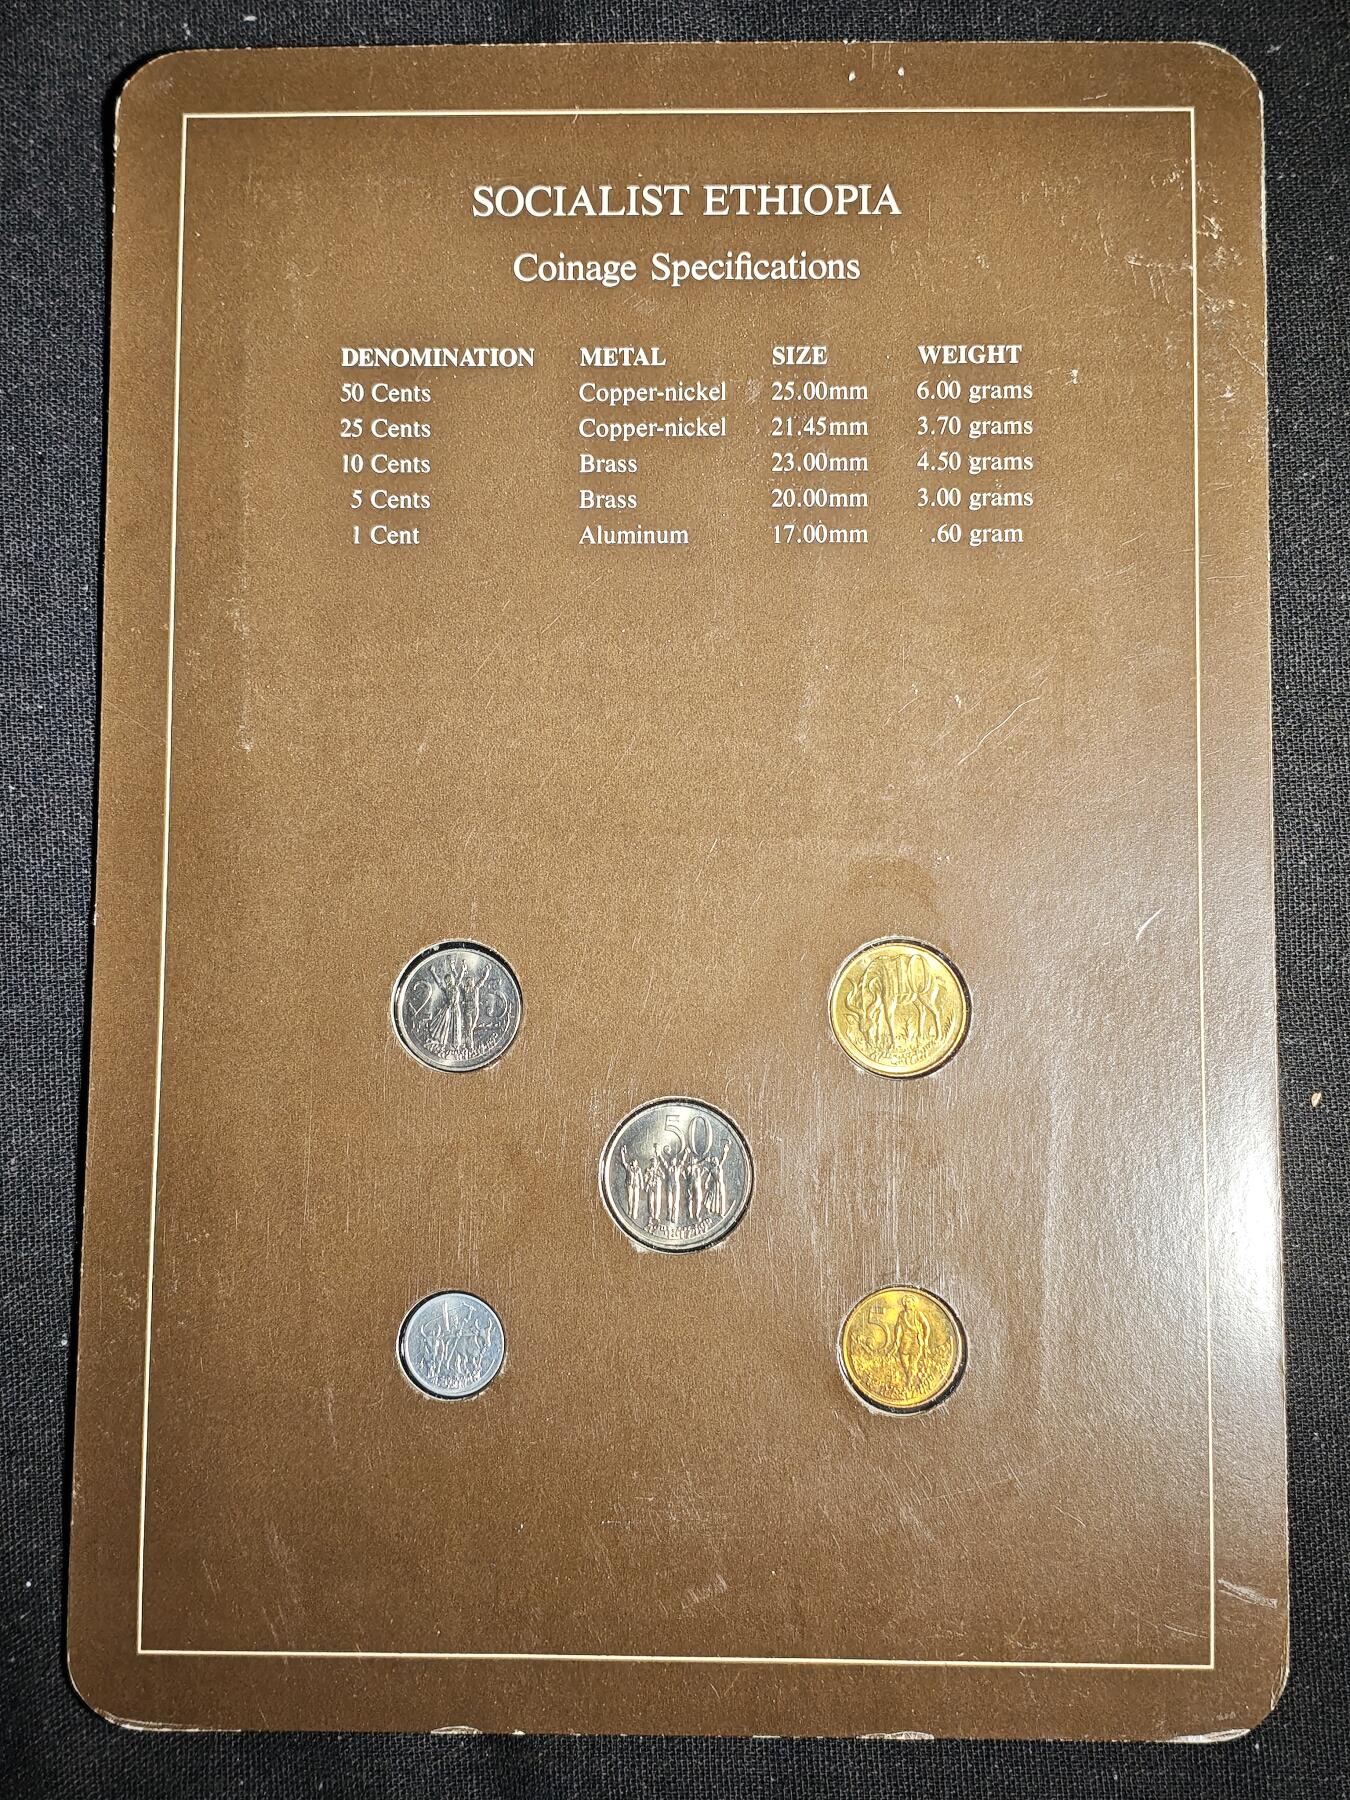 SOCIALIST ETHIOPIA
Coinage Specifications
DENOMINATION METAL SIZE WEIGHT
50 Cents Copper-nickel 25.00mm 6.00 grams
25 Cents Copper-nickel 21.45mm 3.70 grams
10 Cents Brass 23.00mm 4.50 grams
5 Cents Brass 20.00mm 3.00 grams
1 Cent Aluminum 17.00mm .60 gram
25
10
50
1
5